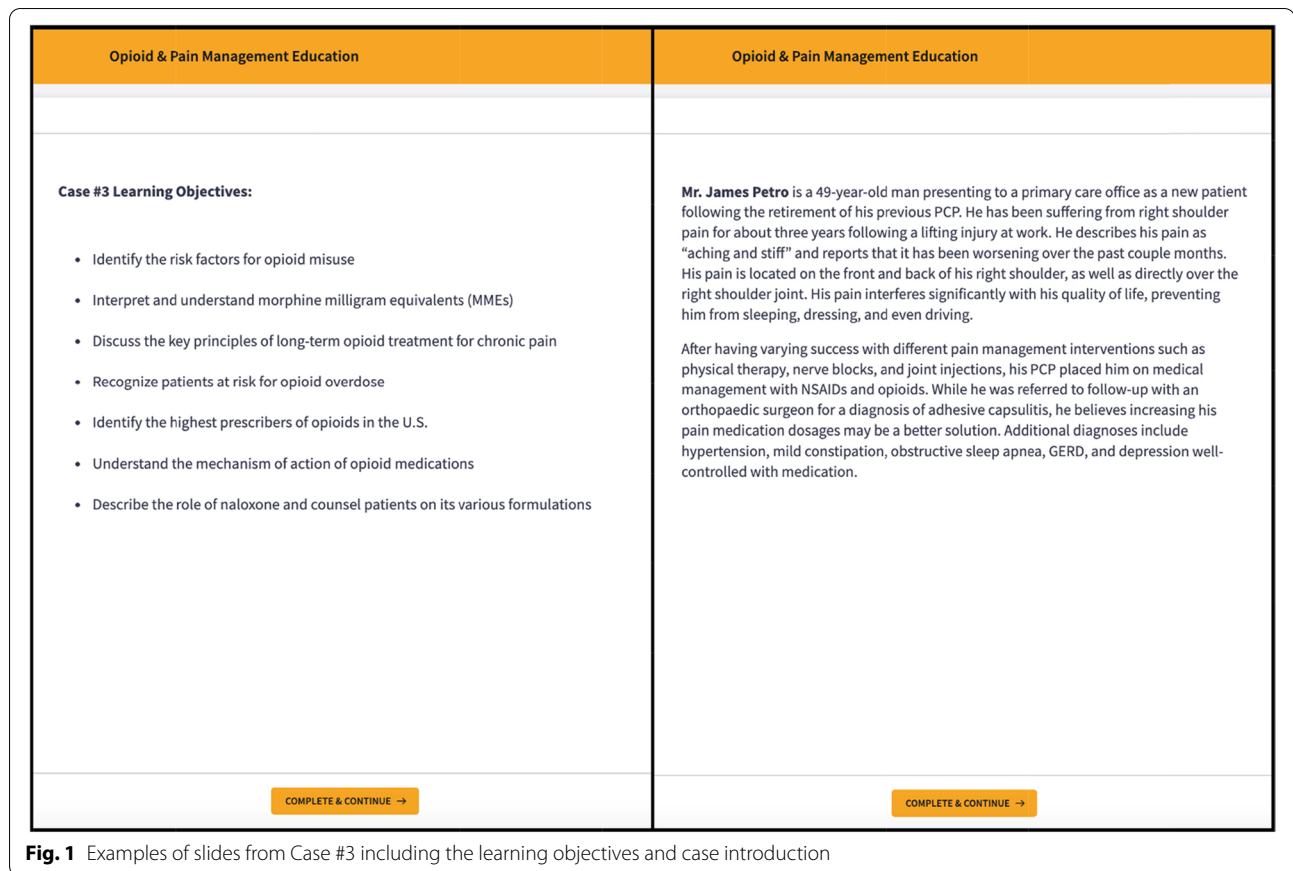 Opioid & Pain Management Education
Case #3 Learning Objectives:
• Identify the risk factors for opioid misuse
• Interpret and understand morphine milligram equivalents (MMEs)
• Discuss the key principles of long-term opioid treatment for chronic pain
• Recognize patients at risk for opioid overdose
• Identify the highest prescribers of opioids in the U.S.
• Understand the mechanism of action of opioid medications
• Describe the role of naloxone and counsel patients on its various formulations
COMPLETE & CONTINUE →
Opioid & Pain Management Education
Mr. James Petro is a 49-year-old man presenting to a primary care office as a new patient
following the retirement of his previous PCP. He has been suffering from right shoulder
pain for about three years following a lifting injury at work. He describes his pain as
“aching and stiff” and reports that it has been worsening over the past couple months.
His pain is located on the front and back of his right shoulder, as well as directly over the
right shoulder joint. His pain interferes significantly with his quality of life, preventing
him from sleeping, dressing, and even driving.
After having varying success with different pain management interventions such as
physical therapy, nerve blocks, and joint injections, his PCP placed him on medical
management with NSAIDs and opioids. While he was referred to follow-up with an
orthopaedic surgeon for a diagnosis of adhesive capsulitis, he believes increasing his
pain medication dosages may be a better solution. Additional diagnoses include
hypertension, mild constipation, obstructive sleep apnea, GERD, and depression well-
controlled with medication.
COMPLETE & CONTINUE →
Fig. 1 Examples of slides from Case #3 including the learning objectives and case introduction